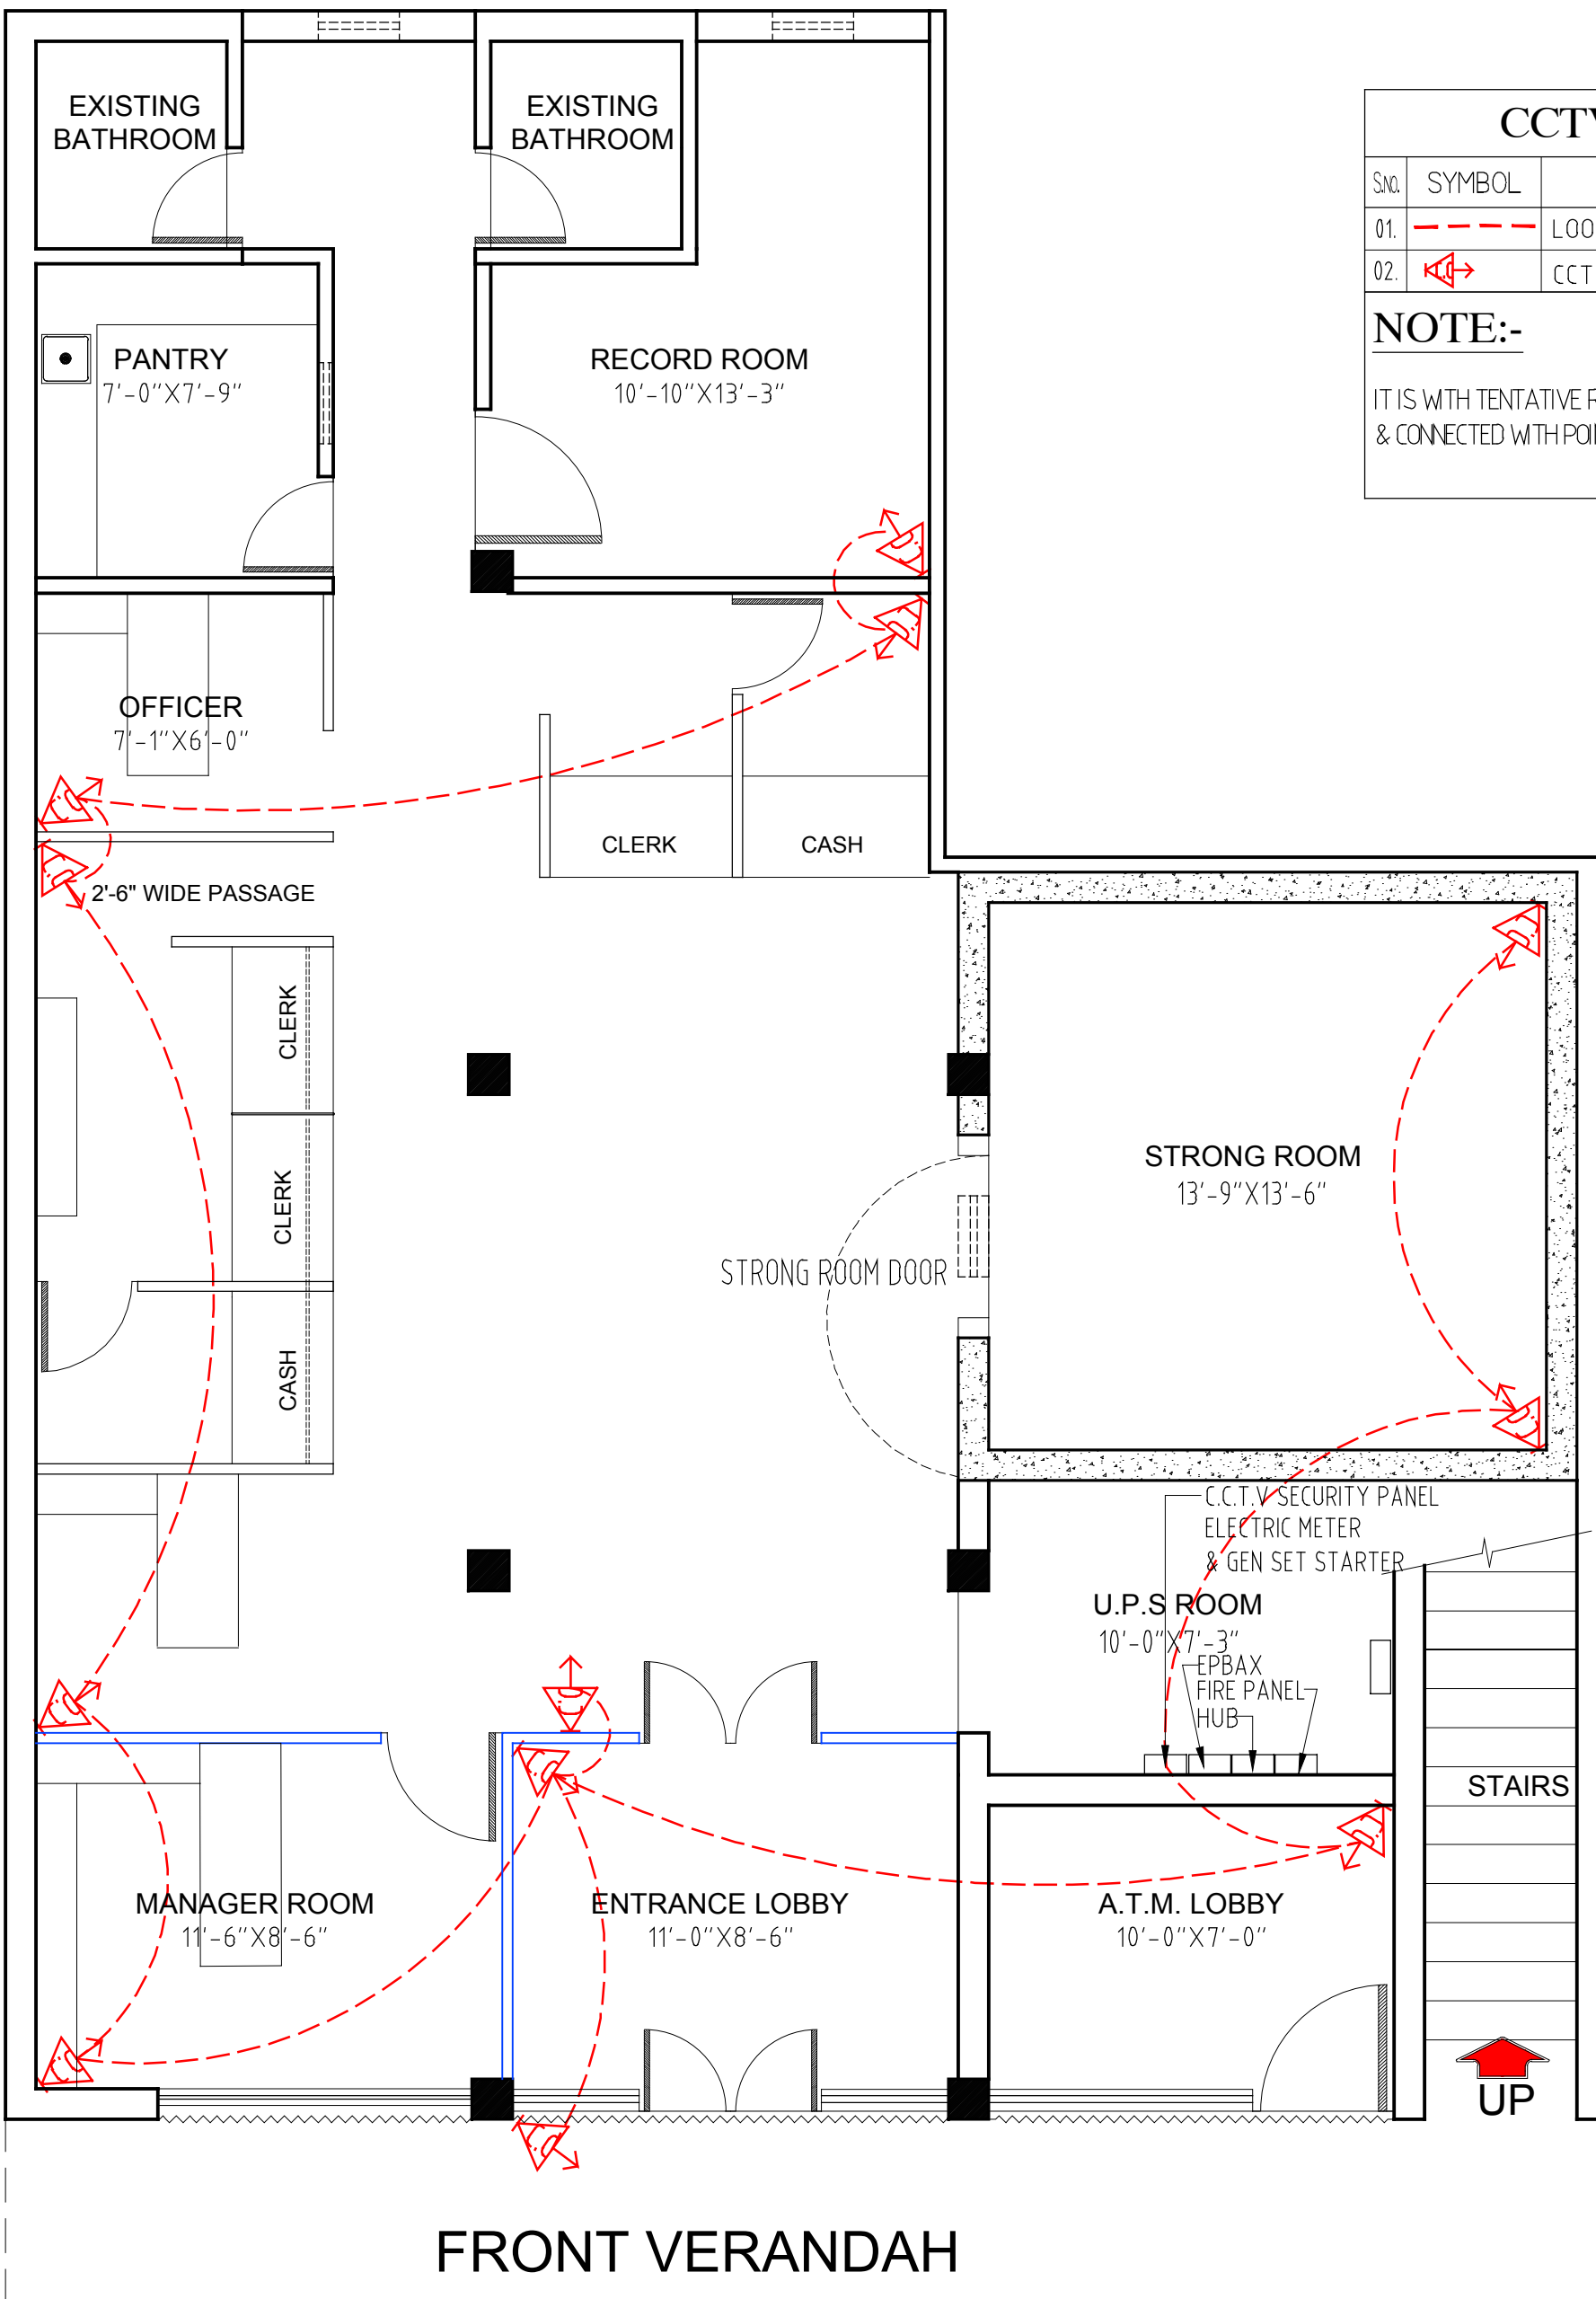 EXISTING
BATHROOM
EXISTING
BATHROOM
S.NO. SYMBOL
01.
02.
NOTE:-
IT IS WITH TENTATIVE
& CONNECTED WITH
PANTRY
7'-0"X7'-9"
RECORD ROOM
10'-10"X13'-3"
OFFICER
7'-1"X6'-0"
CLERK
CASH
2'-6" WIDE PASSAGE
CLERK
CLERK
CASH
STRONG ROOM
13'-9"X13'-6"
STRONG ROOM DOOR
C.C.T.V SECURITY PANEL
ELECTRIC METER
& GEN SET STARTER
U.P.S ROOM
10'-0"X7'-3"
EPBAX
FIRE PANEL
HUB
STAIRS
MANAGER ROOM
11'-6"X8'-6"
ENTRANCE LOBBY
11'-0"X8'-6"
A.T.M. LOBBY
10'-0"X7'-0"
UP
FRONT VERANDAH